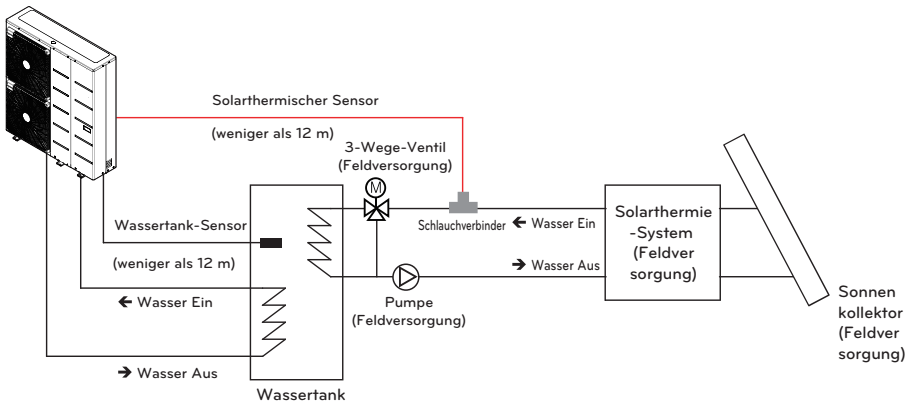 Solarthermischer Sensor
(weniger als 12 m)
3-Wege-Ventil
(Feldversorgung)
M
Schlauchverbinder
← Wasser Ein
Solarthermie
-System
(Feldver
sorgung)
Wassertank-Sensor
(weniger als 12 m)
→ Wasser Aus
← Wasser Ein
Pumpe
(Feldversorgung)
Sonnen
kollektor
(Feldver
sorgung)
→ Wasser Aus
Wassertank